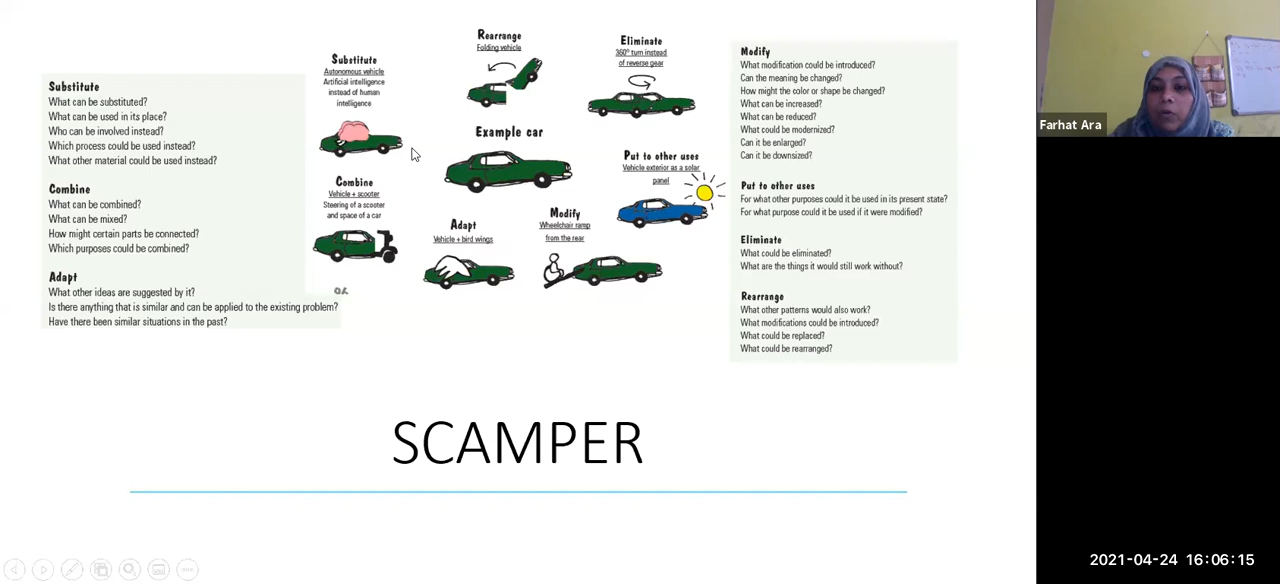 Substitute
What can be substituted?
What can be used in its place?
Who can be involved instead?
Which process could be used instead?
What other material could be used instead?
Combine
What can be combined?
What can be mixed?
How might certain parts be connected?
Which purposes could be combined?
Adapt
What other ideas are suggested by it?
Is there anything that is similar and can be applied to the existing problem?
Have there been similar situations in the past?
Substitute
Autonomous vehicle
Artificial intelligence
instead of human
intelligence
Combine
Vehicle + scooter
Steering of a scooter
and space of a car
Rearrange
Folding vehicle
Eliminate
360° turn instead
of reverse gear
Example car
Put to other uses
Vehicle exterior as a solar
panel
Adapt
Vehicle + bird wings
Modify
Wheelchair ramp
from the rear
Modify
What modification could be introduced?
Can the meaning be changed?
How might the color or shape be changed?
What can be increased?
What can be reduced?
What could be modernized?
Can it be enlarged?
Can it be downsized?
Put to other uses
For what other purposes could it be used in its present state?
For what purpose could it be used if it were modified?
Eliminate
What could be eliminated?
What are the things it would still work without?
Rearrange
What other patterns would also work?
What modifications could be introduced?
What could be replaced?
What could be rearranged?
SCAMPER
Farhat Ara
2021-04-24 16:06:15